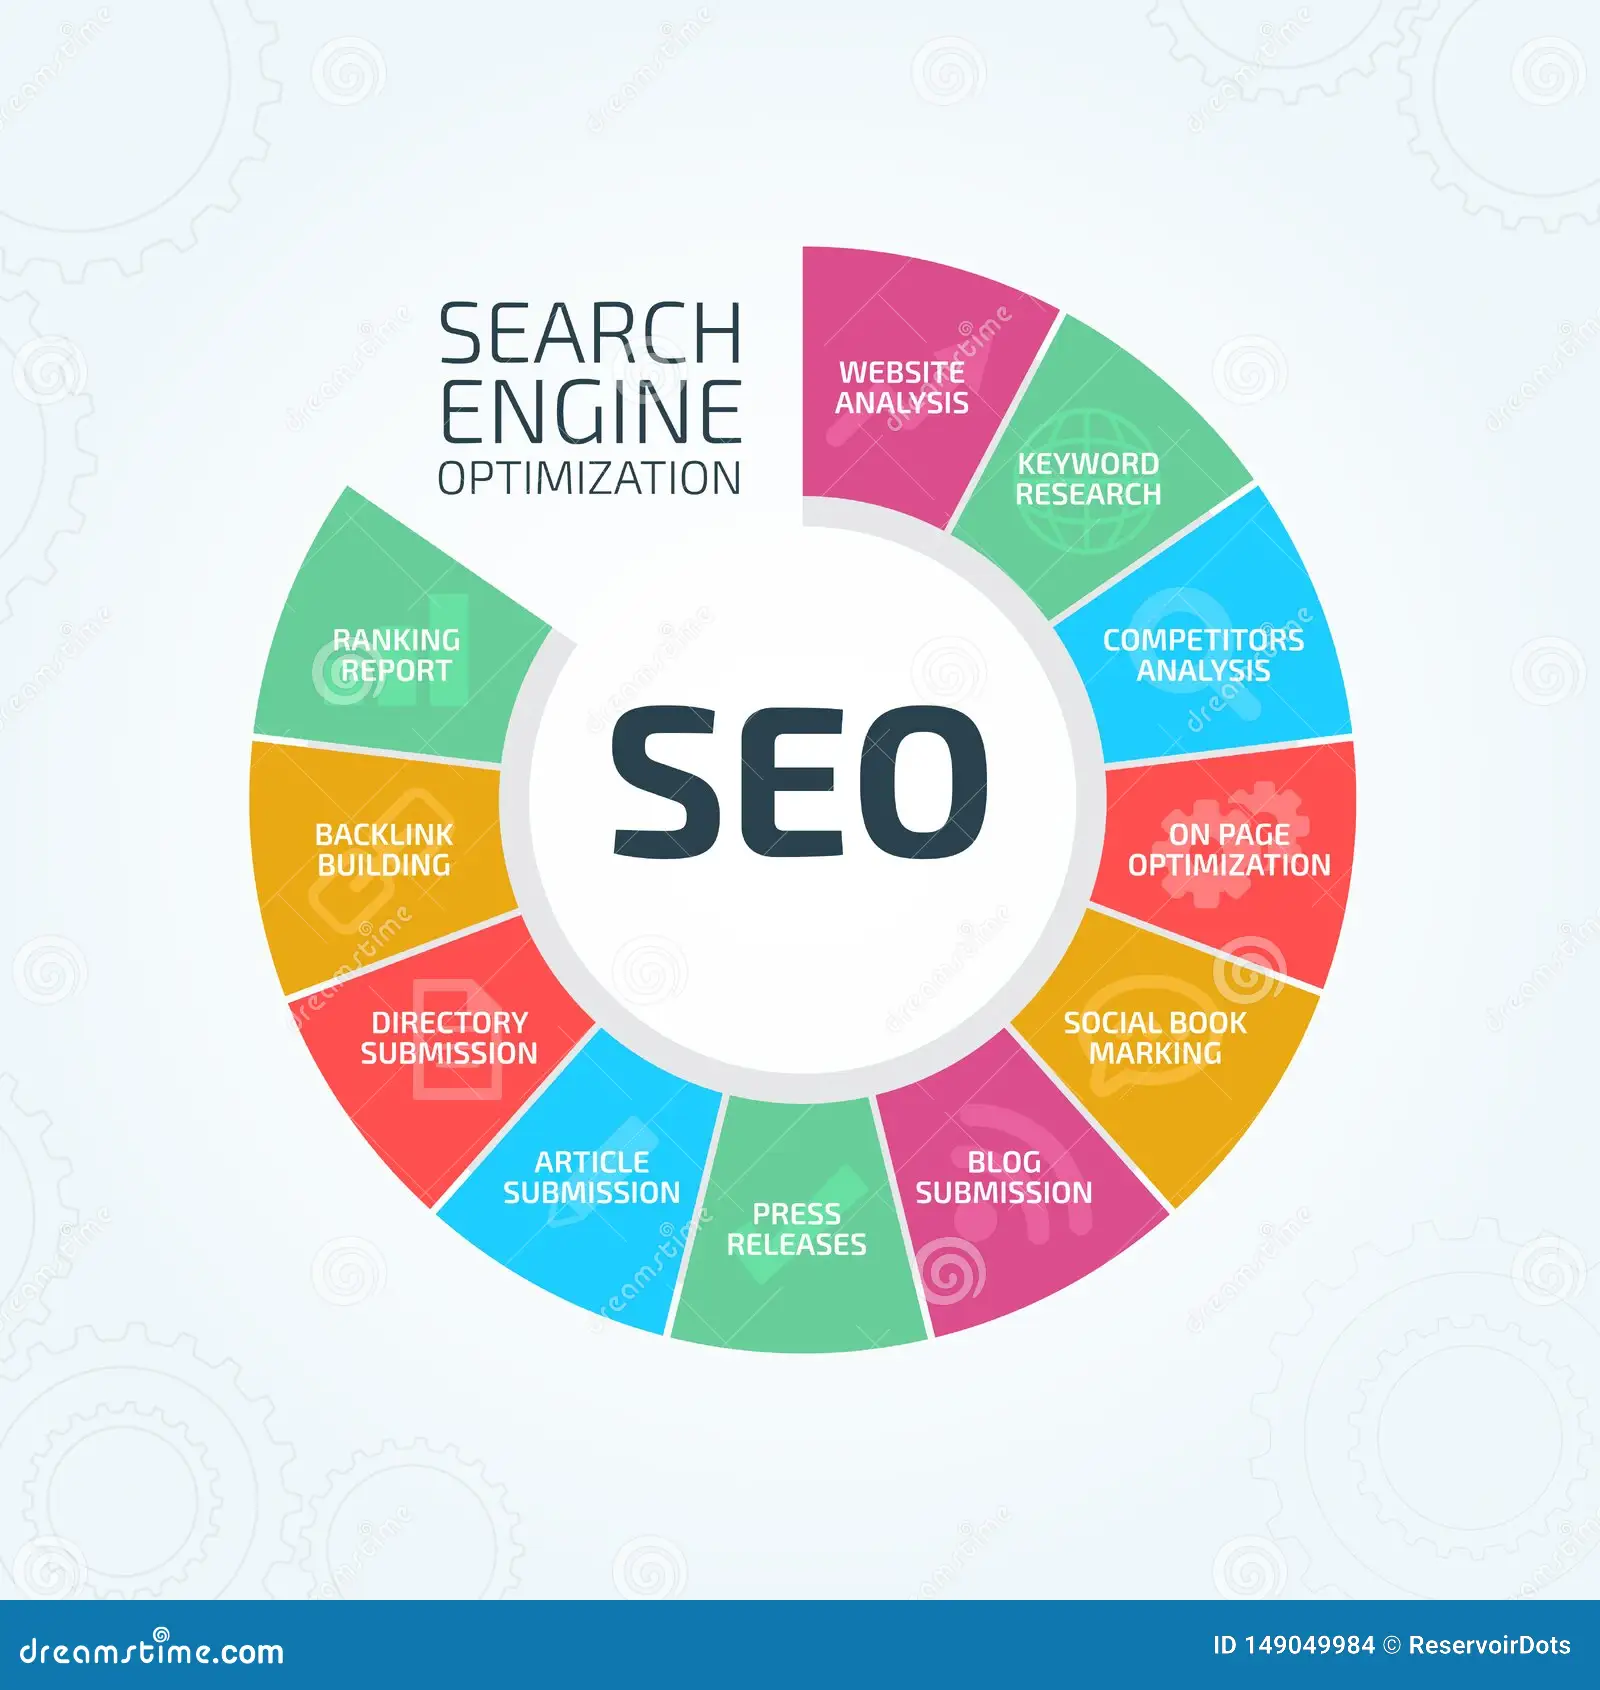 SEARCH
ENGINE
OPTIMIZATION
WEBSITE
ANALYSIS
KEYWORD
RESEARCH
COMPETITORS
ANALYSIS
ON PAGE
OPTIMIZATION
SOCIAL BOOK
MARKING
BLOG
SUBMISSION
PRESS
RELEASES
ARTICLE
SUBMISSION
DIRECTORY
SUBMISSION
BACKLINK
BUILDING
RANKING
REPORT
SEO
dreamstime.com
ID 149049984 © ReservoirDots